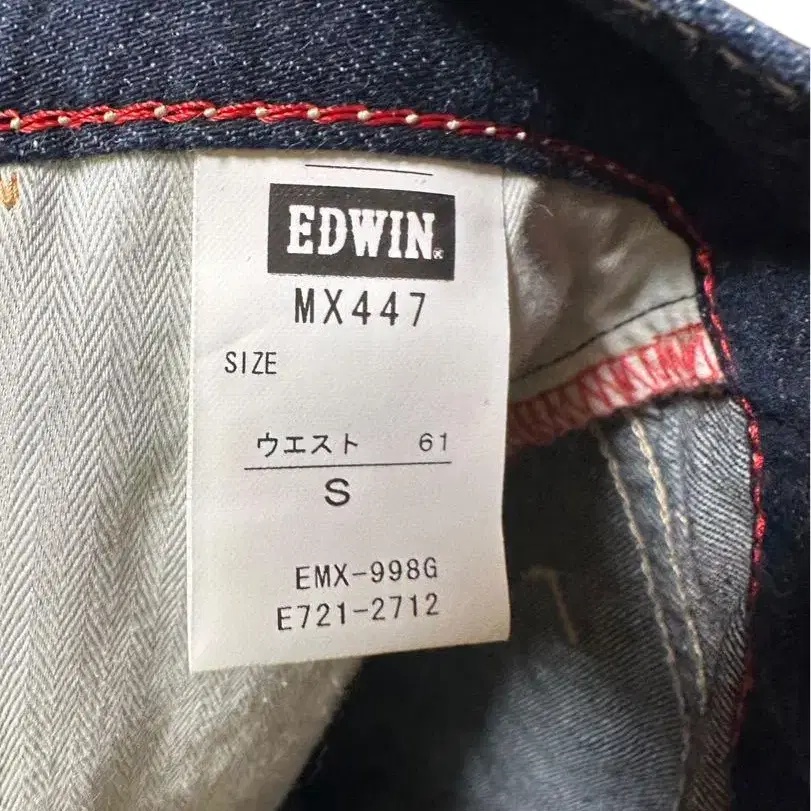 EDWIN
MX447
SIZE
ウエスト 61
S
EMX-998G
E721-2712